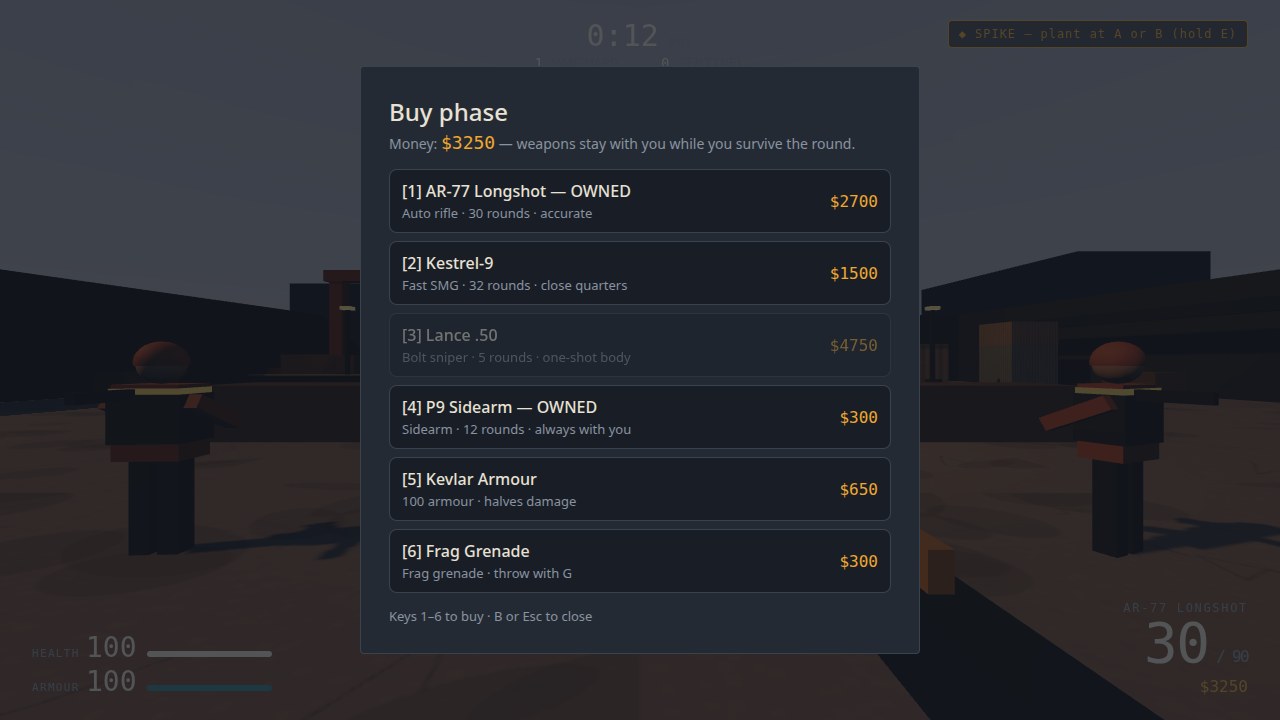 0:12
◆ SPIKE — plant at A or B (hold E)
1
0
Buy phase
Money: $3250 — weapons stay with you while you survive the round.
[1] AR-77 Longshot — OWNED
Auto rifle · 30 rounds · accurate
$2700
[2] Kestrel-9
Fast SMG · 32 rounds · close quarters
$1500
[3] Lance .50
Bolt sniper · 5 rounds · one-shot body
$4750
[4] P9 Sidearm — OWNED
Sidearm · 12 rounds · always with you
$300
[5] Kevlar Armour
100 armour · halves damage
$650
[6] Frag Grenade
Frag grenade · throw with G
$300
Keys 1–6 to buy · B or Esc to close
HEALTH 100
ARMOUR 100
AR-77 LONGSHOT
30 / 90
$3250